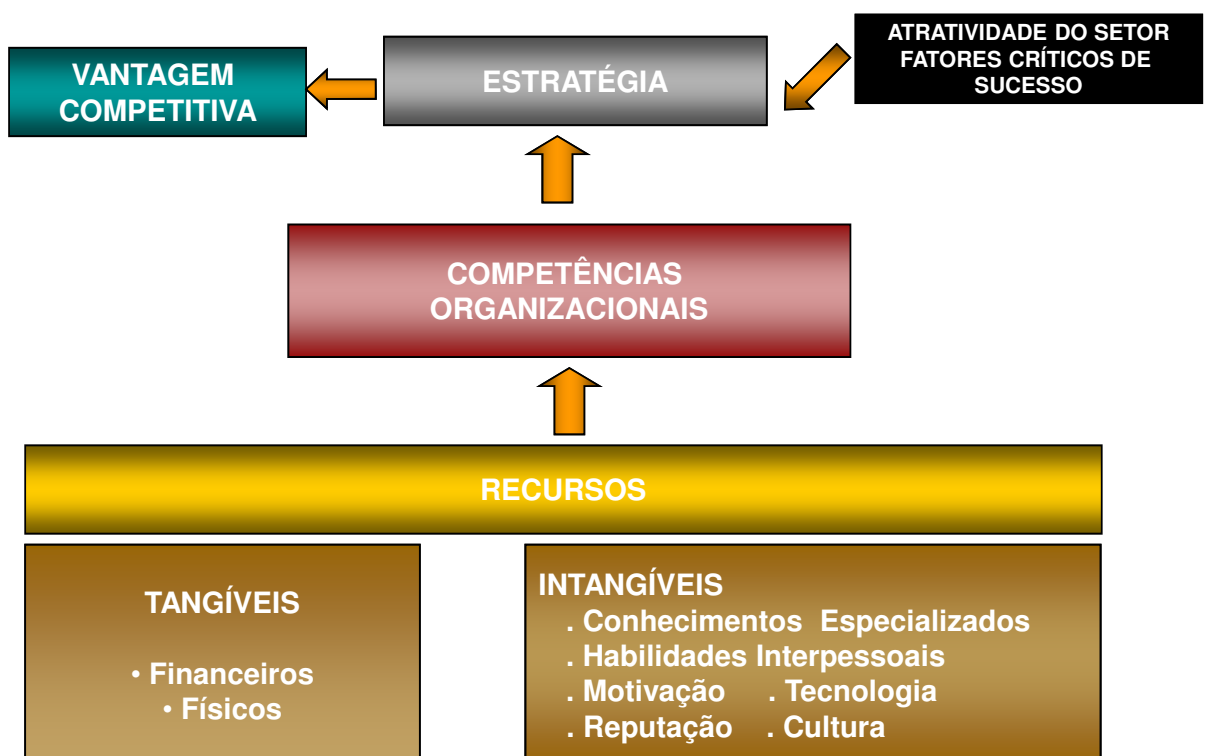 VANTAGEM
COMPETITIVA
ESTRATÉGIA
ATRATIVIDADE DO SETOR
FATORES CRÍTICOS DE
SUCESSO
COMPETÊNCIAS
ORGANIZACIONAIS
RECURSOS
TANGÍVEIS
• Financeiros
• Físicos
INTANGÍVEIS
. Conhecimentos Especializados
. Habilidades Interpessoais
. Motivação . Tecnologia
. Reputação . Cultura